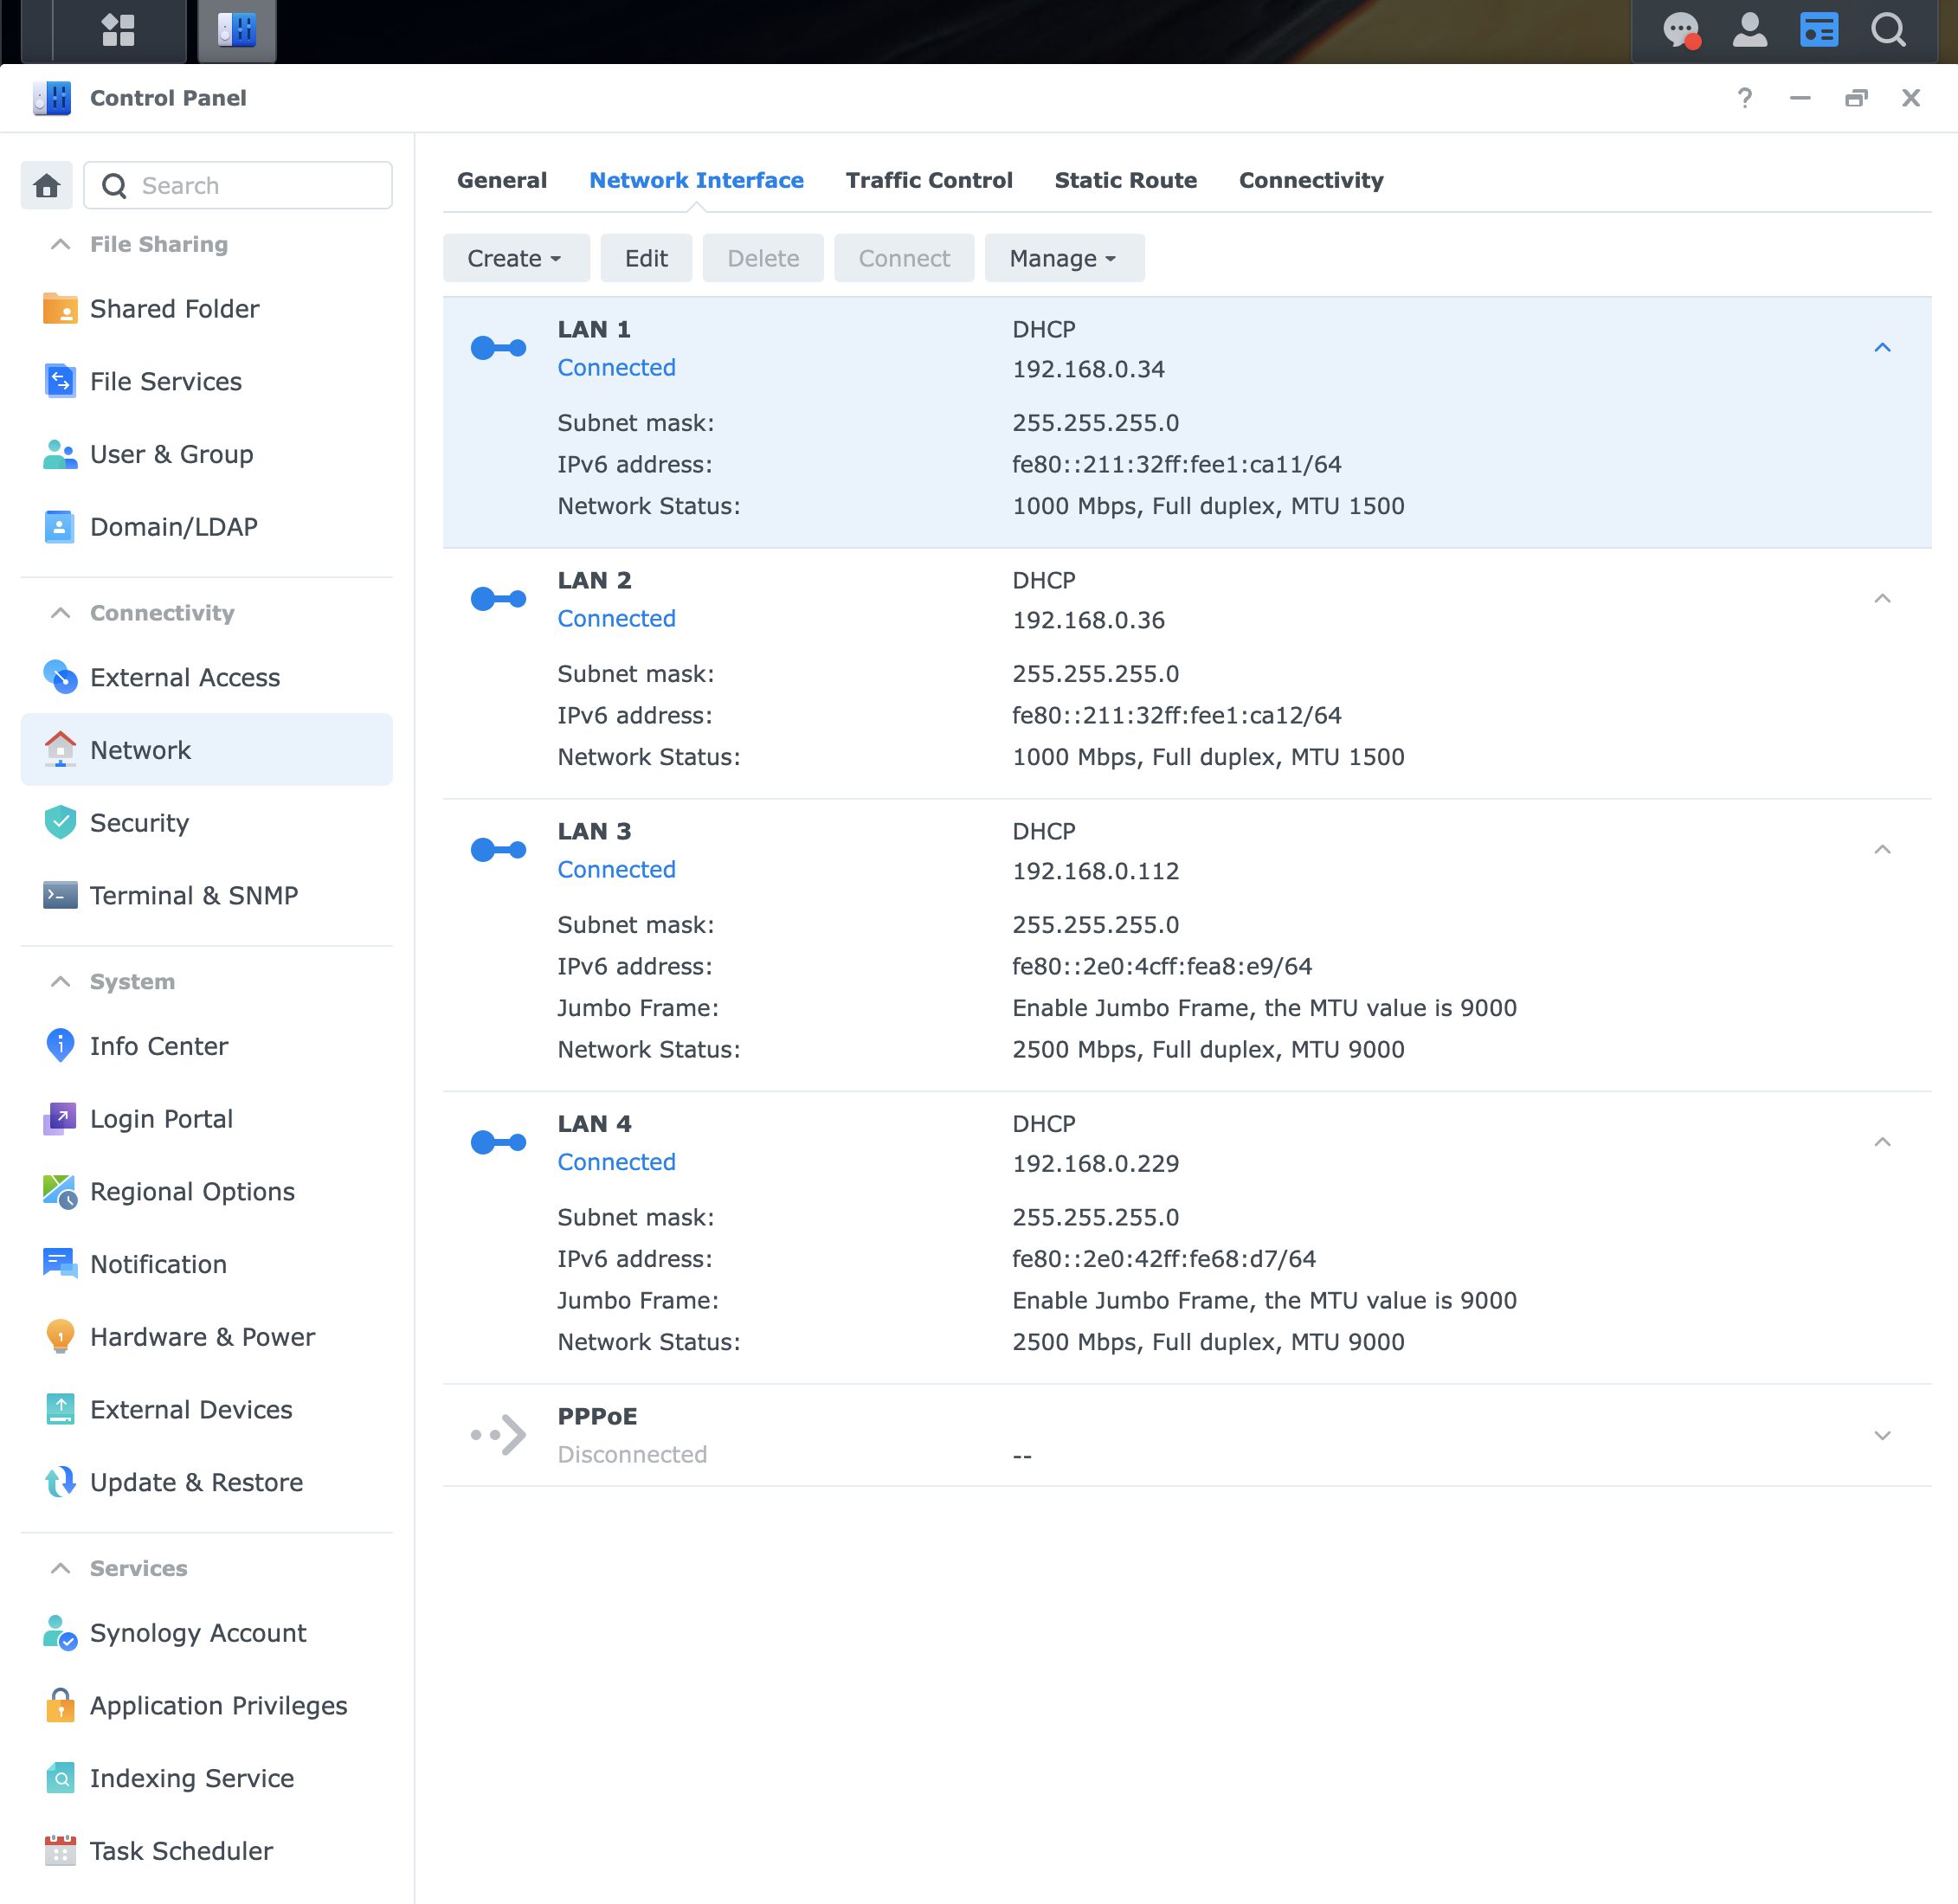 Control Panel
Search
File Sharing
Shared Folder
File Services
User & Group
Domain/LDAP
Connectivity
External Access
Network
Security
Terminal & SNMP
System
Info Center
Login Portal
Regional Options
Notification
Hardware & Power
External Devices
Update & Restore
Services
Synology Account
Application Privileges
Indexing Service
Task Scheduler
General Network Interface Traffic Control Static Route Connectivity
Create Edit Delete Connect Manage
LAN 1 DHCP
Connected 192.168.0.34
Subnet mask: 255.255.255.0
IPv6 address: fe80::211:32ff:fee1:ca11/64
Network Status: 1000 Mbps, Full duplex, MTU 1500
LAN 2 DHCP
Connected 192.168.0.36
Subnet mask: 255.255.255.0
IPv6 address: fe80::211:32ff:fee1:ca12/64
Network Status: 1000 Mbps, Full duplex, MTU 1500
LAN 3 DHCP
Connected 192.168.0.112
Subnet mask: 255.255.255.0
IPv6 address: fe80::2e0:4cff:fea8:e9/64
Jumbo Frame: Enable Jumbo Frame, the MTU value is 9000
Network Status: 2500 Mbps, Full duplex, MTU 9000
LAN 4 DHCP
Connected 192.168.0.229
Subnet mask: 255.255.255.0
IPv6 address: fe80::2e0:42ff:fe68:d7/64
Jumbo Frame: Enable Jumbo Frame, the MTU value is 9000
Network Status: 2500 Mbps, Full duplex, MTU 9000
PPPoE
Disconnected --